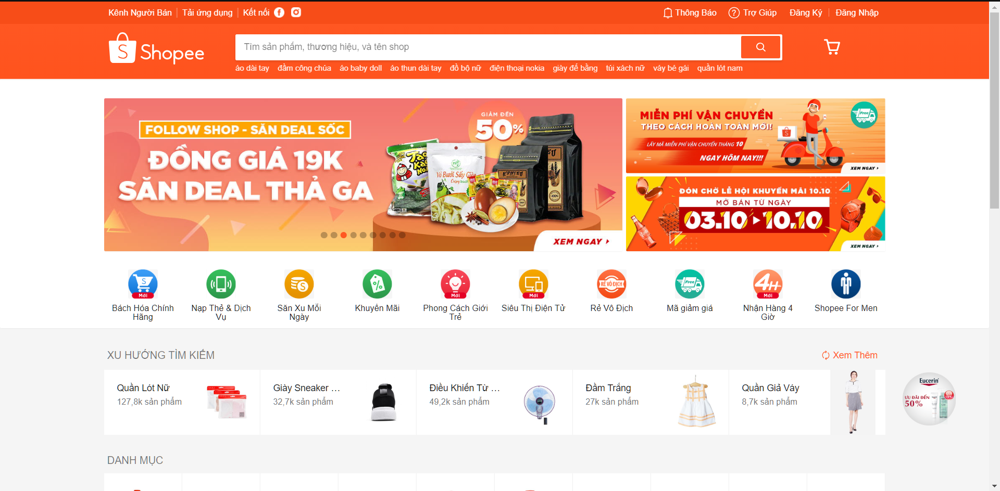 Kênh Người Bán
Tải ứng dụng
Kết nối
Thông Báo
Trợ Giúp
Đăng Ký
Đăng Nhập
Shopee
Tìm sản phẩm, thương hiệu, và tên shop
áo dài tay
đầm công chúa
áo baby doll
áo thun dài tay
đồ bộ nữ
điện thoại nokia
giày đế bằng
túi xách nữ
váy bé gái
quần lót nam
FOLLOW SHOP - SĂN DEAL SỐC
ĐỒNG GIÁ 19K
SĂN DEAL THẢ GA
GIẢM ĐẾN
50%
Vỏ Bưởi Sấy Giòn
XEM NGAY
MIỄN PHÍ VẬN CHUYỂN
THEO CÁCH HOÀN TOÀN MỚI!
LẤY MÃ MIỄN PHÍ VẬN CHUYỂN THÁNG 10
NGAY HÔM NAY!!!
Free
XEM NGAY
ĐÓN CHỜ LỄ HỘI KHUYẾN MÃI 10.10
MỞ BÁN TỪ NGÀY
03.10 10.10
XEM NGAY
Mới
Bách Hóa Chính
Hãng
Nạp Thẻ & Dịch
Vụ
Săn Xu Mỗi
Ngày
Khuyến Mãi
Mới
Phong Cách Giới
Trẻ
Mới
Siêu Thị Điện Tử
RẺ VÔ ĐỊCH
Rẻ Vô Địch
Free
Mã giảm giá
4H
Mới
Nhận Hàng 4
Giờ
Shopee For Men
XU HƯỚNG TÌM KIẾM
Xem Thêm
Quần Lót Nữ
127,8k sản phẩm
Giày Sneaker ...
32,7k sản phẩm
Điều Khiển Từ ...
49,2k sản phẩm
Đầm Trắng
27k sản phẩm
Quần Giả Váy
8,7k sản phẩm
Eucerin
ƯU ĐÃI ĐẾN
50%
DANH MỤC